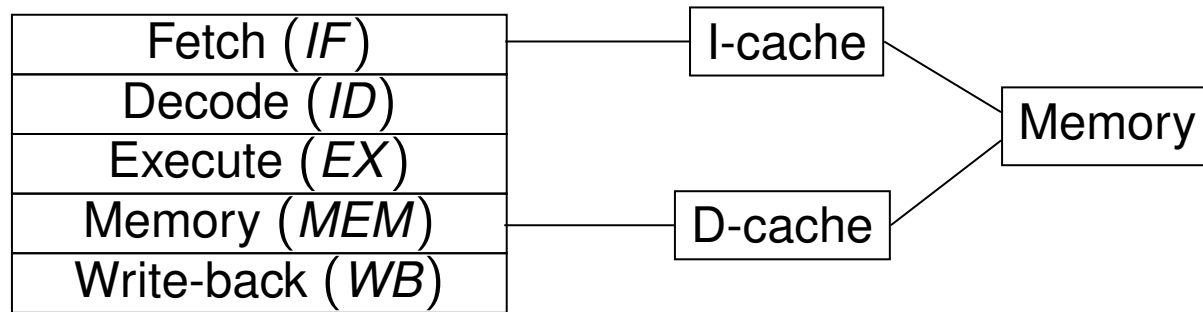 Fetch (IF)
Decode (ID)
Execute (EX)
Memory (MEM)
Write-back (WB)
I-cache
D-cache
Memory